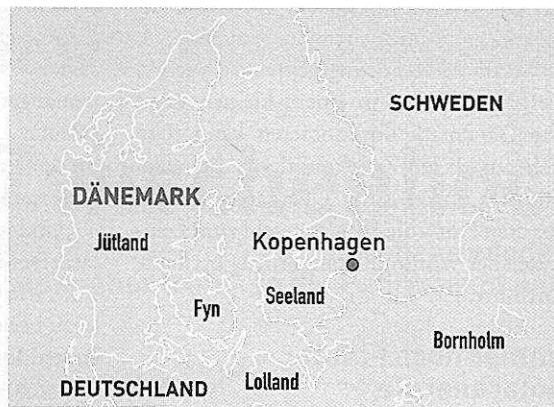 SCHWEDEN
DÄNEMARK
Jütland
Kopenhagen
Seeland
Fyn
Bornholm
Lolland
DEUTSCHLAND